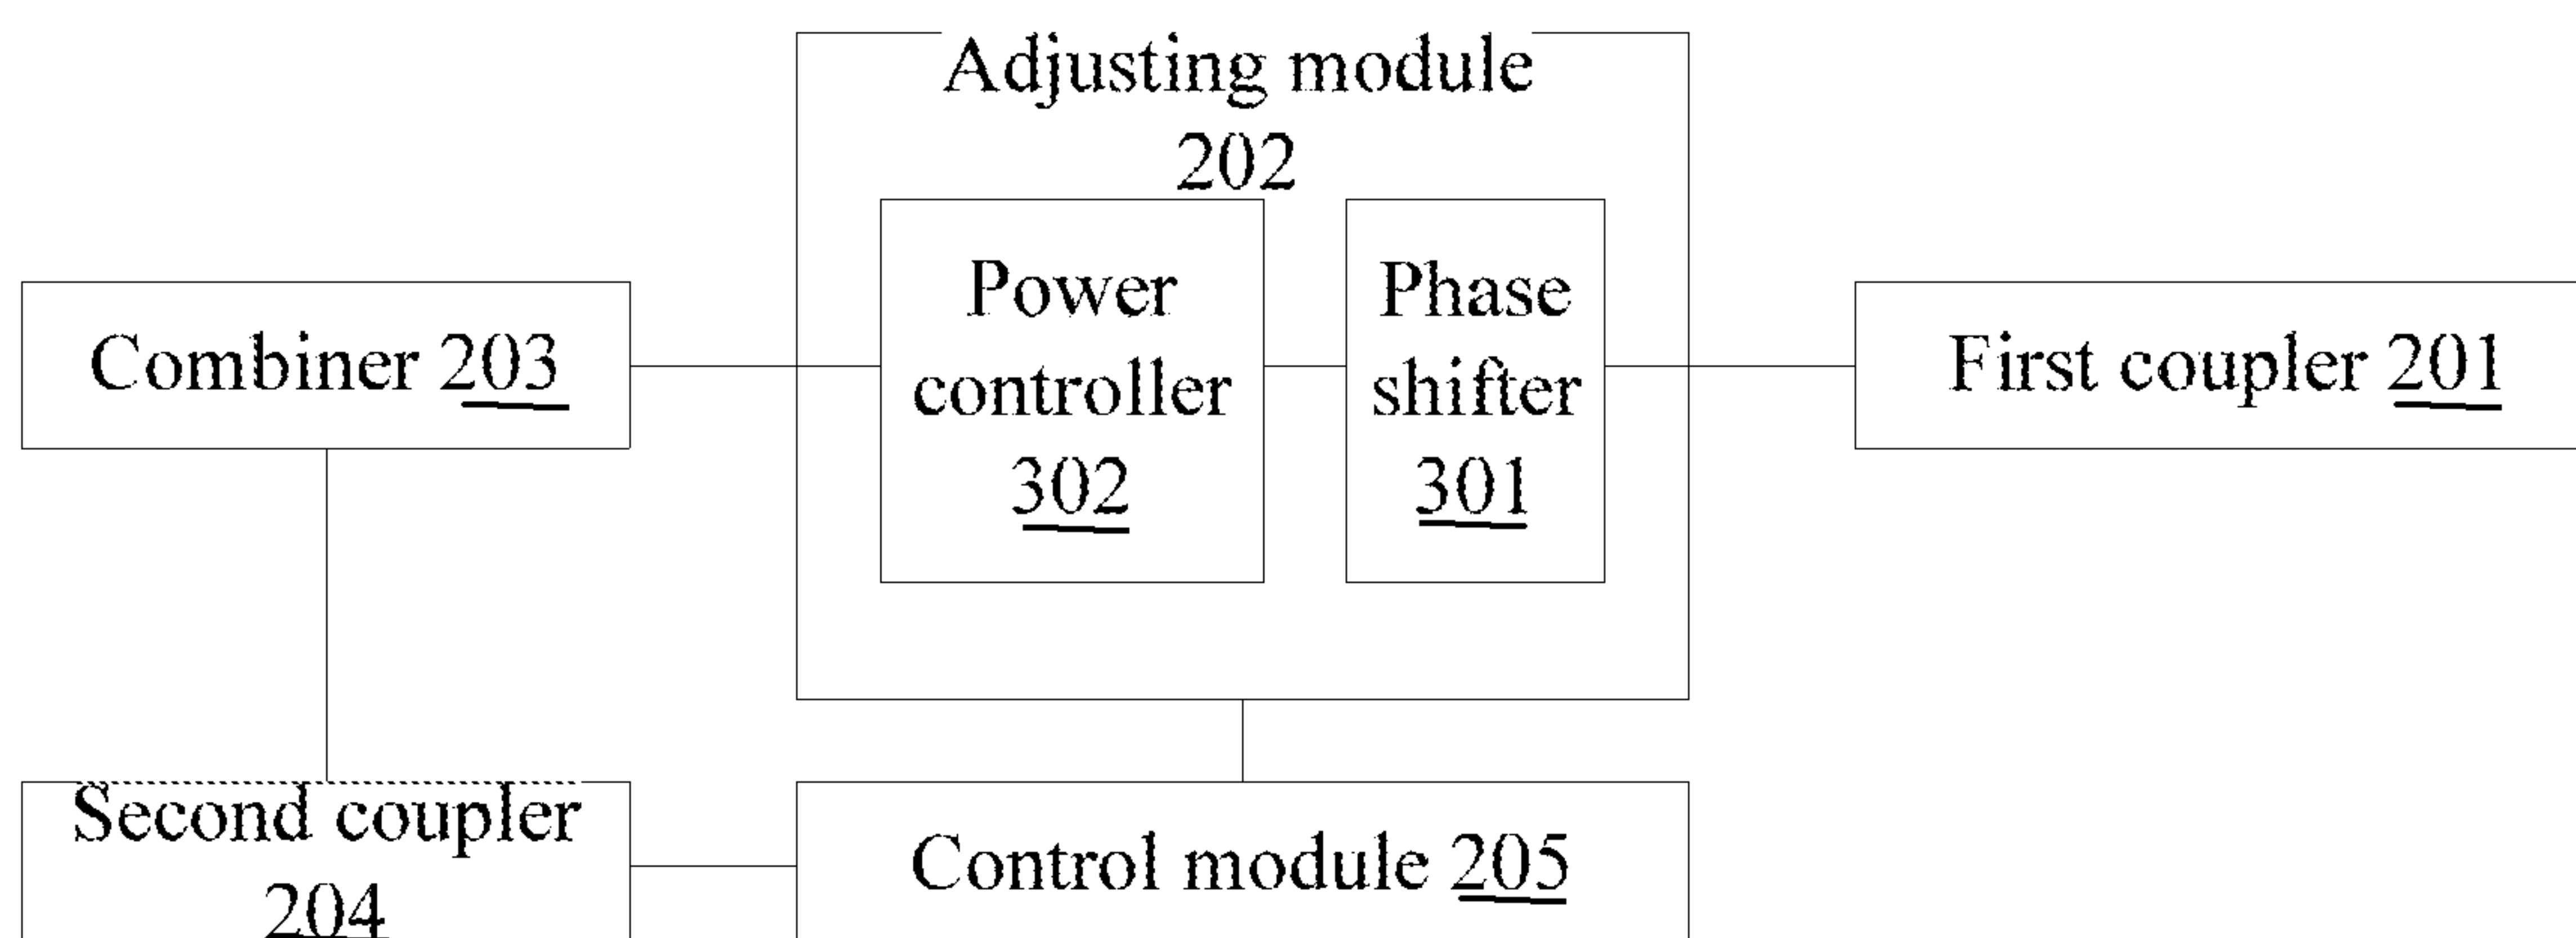 Adjusting module
202
Power
controller
302
Phase
shifter
301
Combiner 203
First coupler 201
Second coupler
204
Control module 205